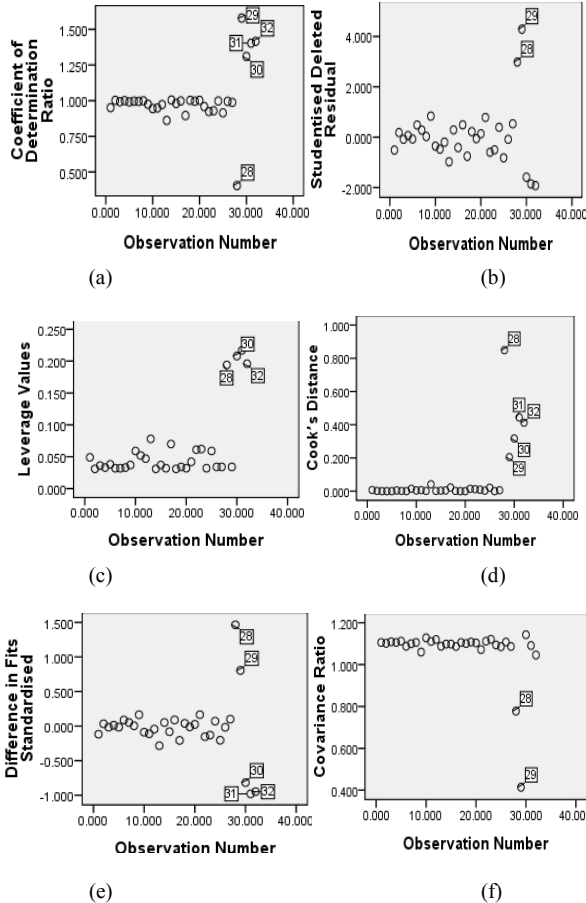 Coefficient of
Determination
Ratio
1.500
1.250
1.000
0.750
0.500
29
32
31
30
28
0.000 10.000 20.000 30.000 40.000
Observation Number
(a)
Studentised Deleted
Residual
4.000
2.000
0.000
-2.000
29
28
0.000 10.000 20.000 30.000 40.000
Observation Number
(b)
Leverage Values
0.250
0.200
0.150
0.100
0.050
0.000
30
28
32
0.000 10.000 20.000 30.000 40.000
Observation Number
(c)
Cook's Distance
1.000
0.800
0.600
0.400
0.200
0.000
28
31
32
30
29
0.000 10.000 20.000 30.000 40.000
Observation Number
(d)
Difference in Fits
Standardised
1.500
1.000
0.500
0.000
-0.500
-1.000
28
29
30
31
32
0.000 10.000 20.000 30.000 40.000
Observation Number
(e)
Covariance Ratio
1.200
1.000
0.800
0.600
0.400
28
29
0.000 10.000 20.000 30.000 40.000
Observation Number
(f)